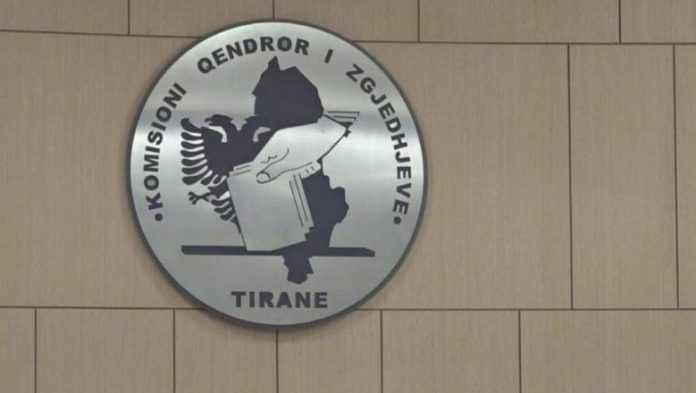 • KOMISIONI QENDROR I ZGJEDHJEVE •
TIRANE